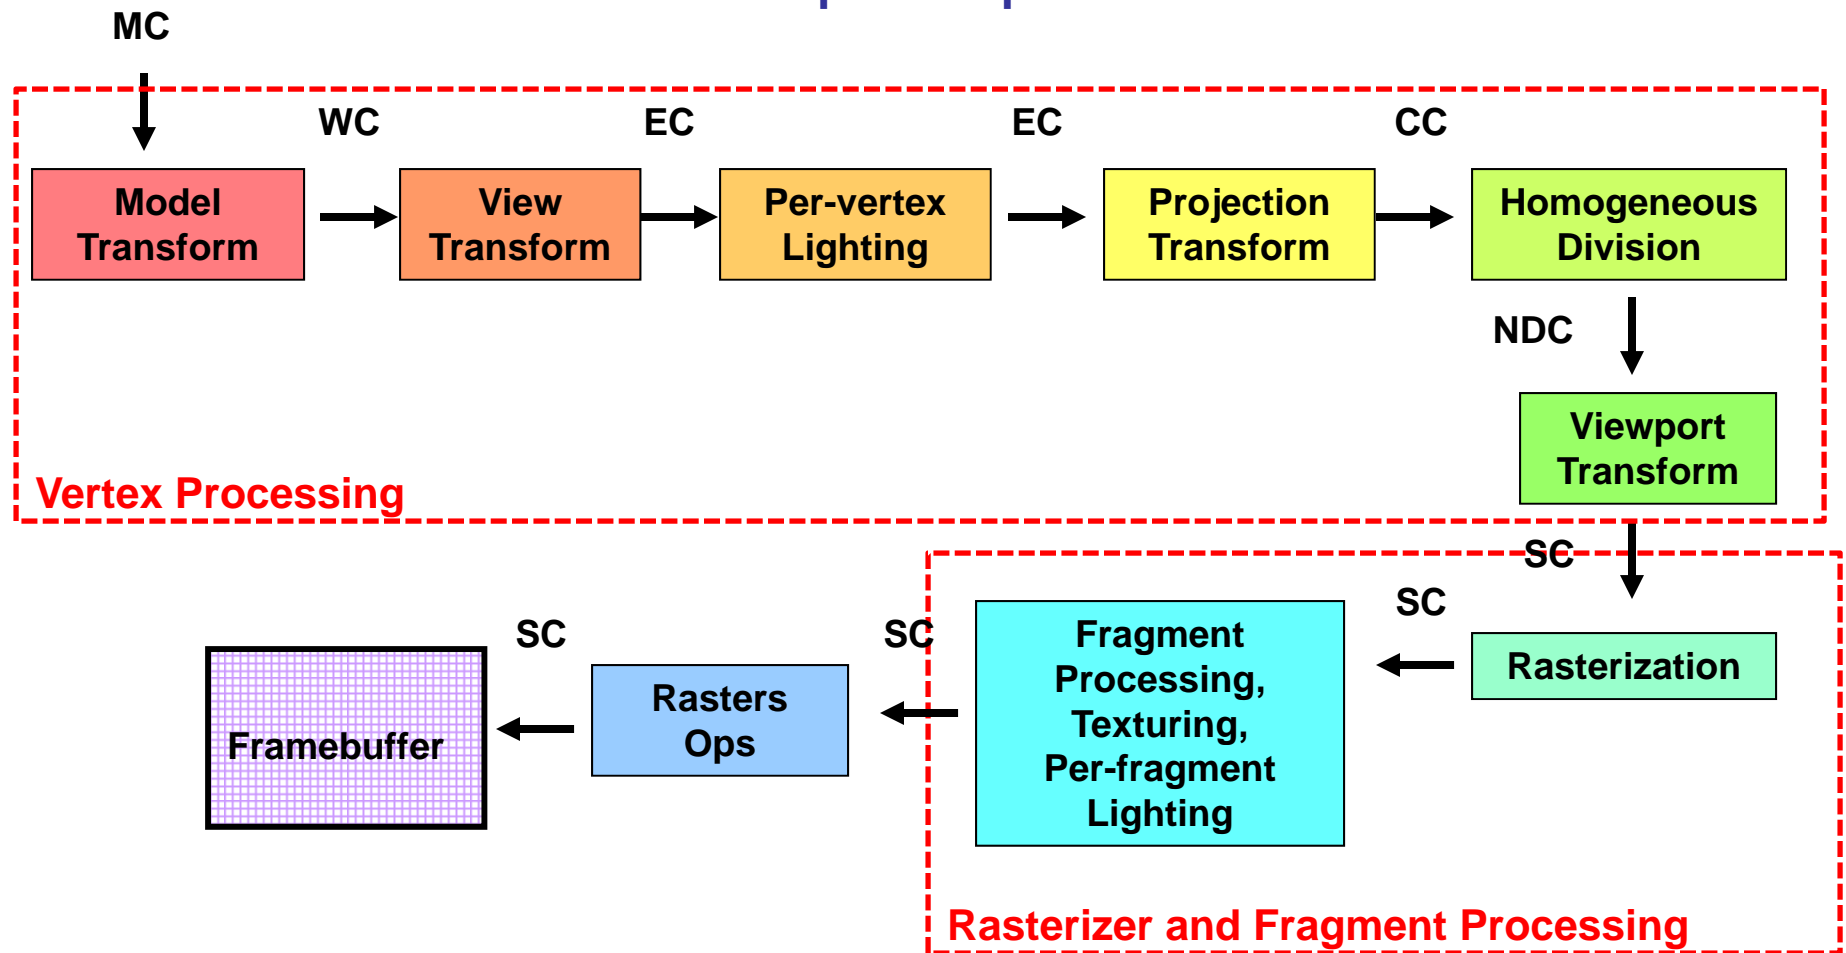 MC
WC
EC
EC
CC
Model
Transform
View
Transform
Per-vertex
Lighting
Projection
Transform
Homogeneous
Division
NDC
Viewport
Transform
Vertex Processing
SC
SC
Rasterization
Fragment
Processing,
Texturing,
Per-fragment
Lighting
SC
Rasters
Ops
SC
Framebuffer
Rasterizer and Fragment Processing